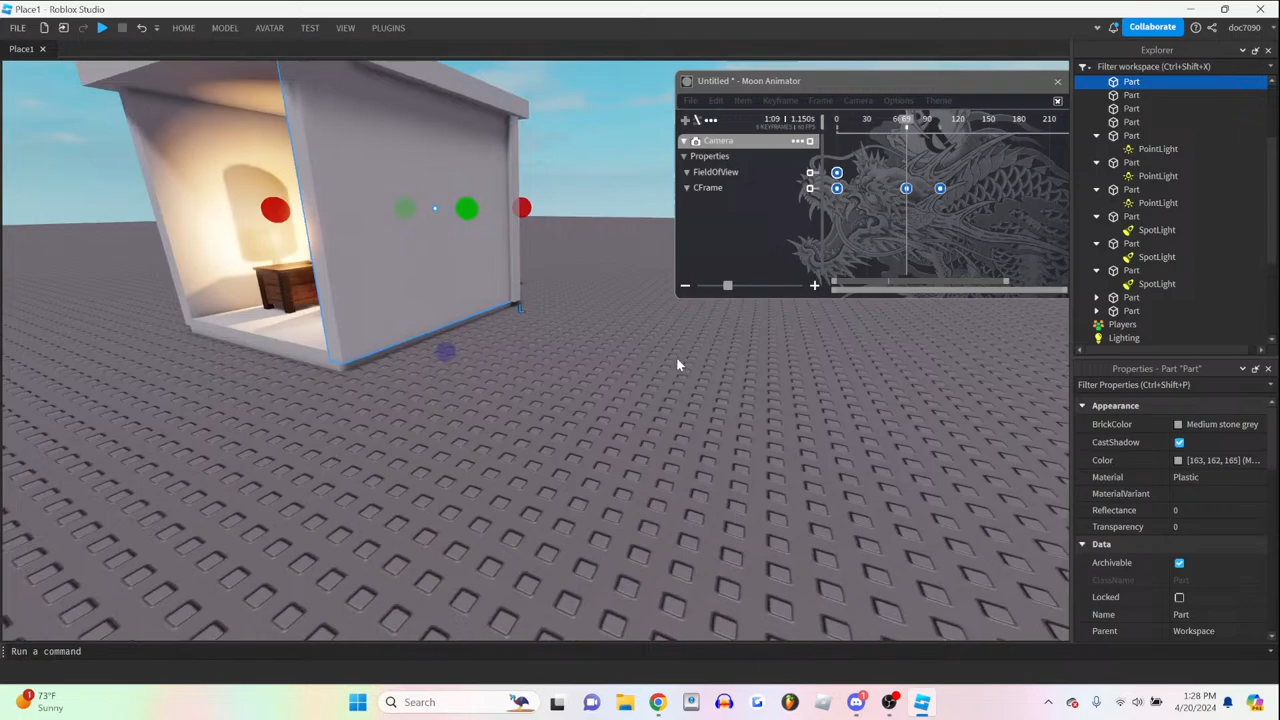 Place1 - Roblox Studio
FILE HOME MODEL AVATAR TEST VIEW PLUGINS Collaborate doc7090
Place1
Explorer
Filter workspace (Ctrl+Shift+X)
Part
Part
Part
Part
Part
PointLight
Part
PointLight
Part
PointLight
Part
SpotLight
Part
SpotLight
Part
SpotLight
Part
Part
Players
Lighting
Untitled * - Moon Animator
File Edit Item Keyframe Frame Camera Options Theme
1:09 | 1.150s 0 30 69 90 120 150 180 210
Camera
Properties
FieldOfView
CFrame
L
Properties - Part "Part"
Filter Properties (Ctrl+Shift+P)
Appearance
BrickColor Medium stone grey
CastShadow
Color [163, 162, 165] (M...
Material Plastic
MaterialVariant
Reflectance 0
Transparency 0
Data
Archivable
ClassName Part
Locked
Name Part
Parent Workspace
Run a command
1
73°F
Sunny
Search
1
1:28 PM
4/20/2024